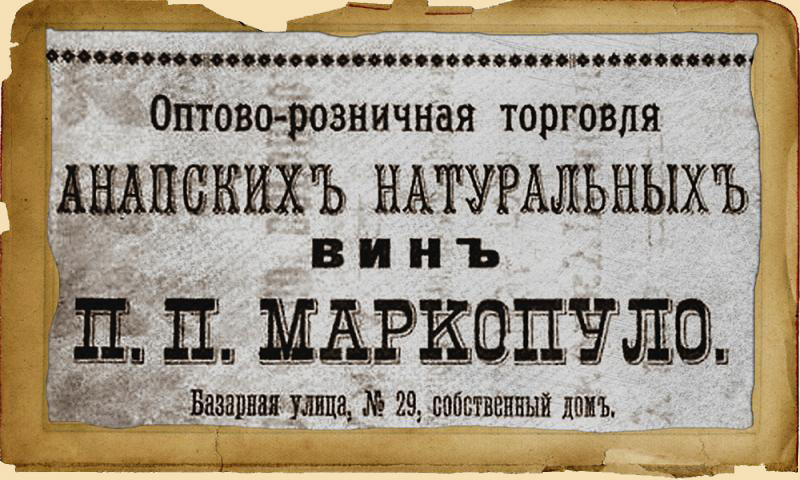 Оптово-розничная торговля
АНАПСКИХЪ НАТУРАЛЬНЫХЪ
ВИНЪ
П. П. МАРКОПУЛО.
Базарная улица, № 29, собственный домъ.